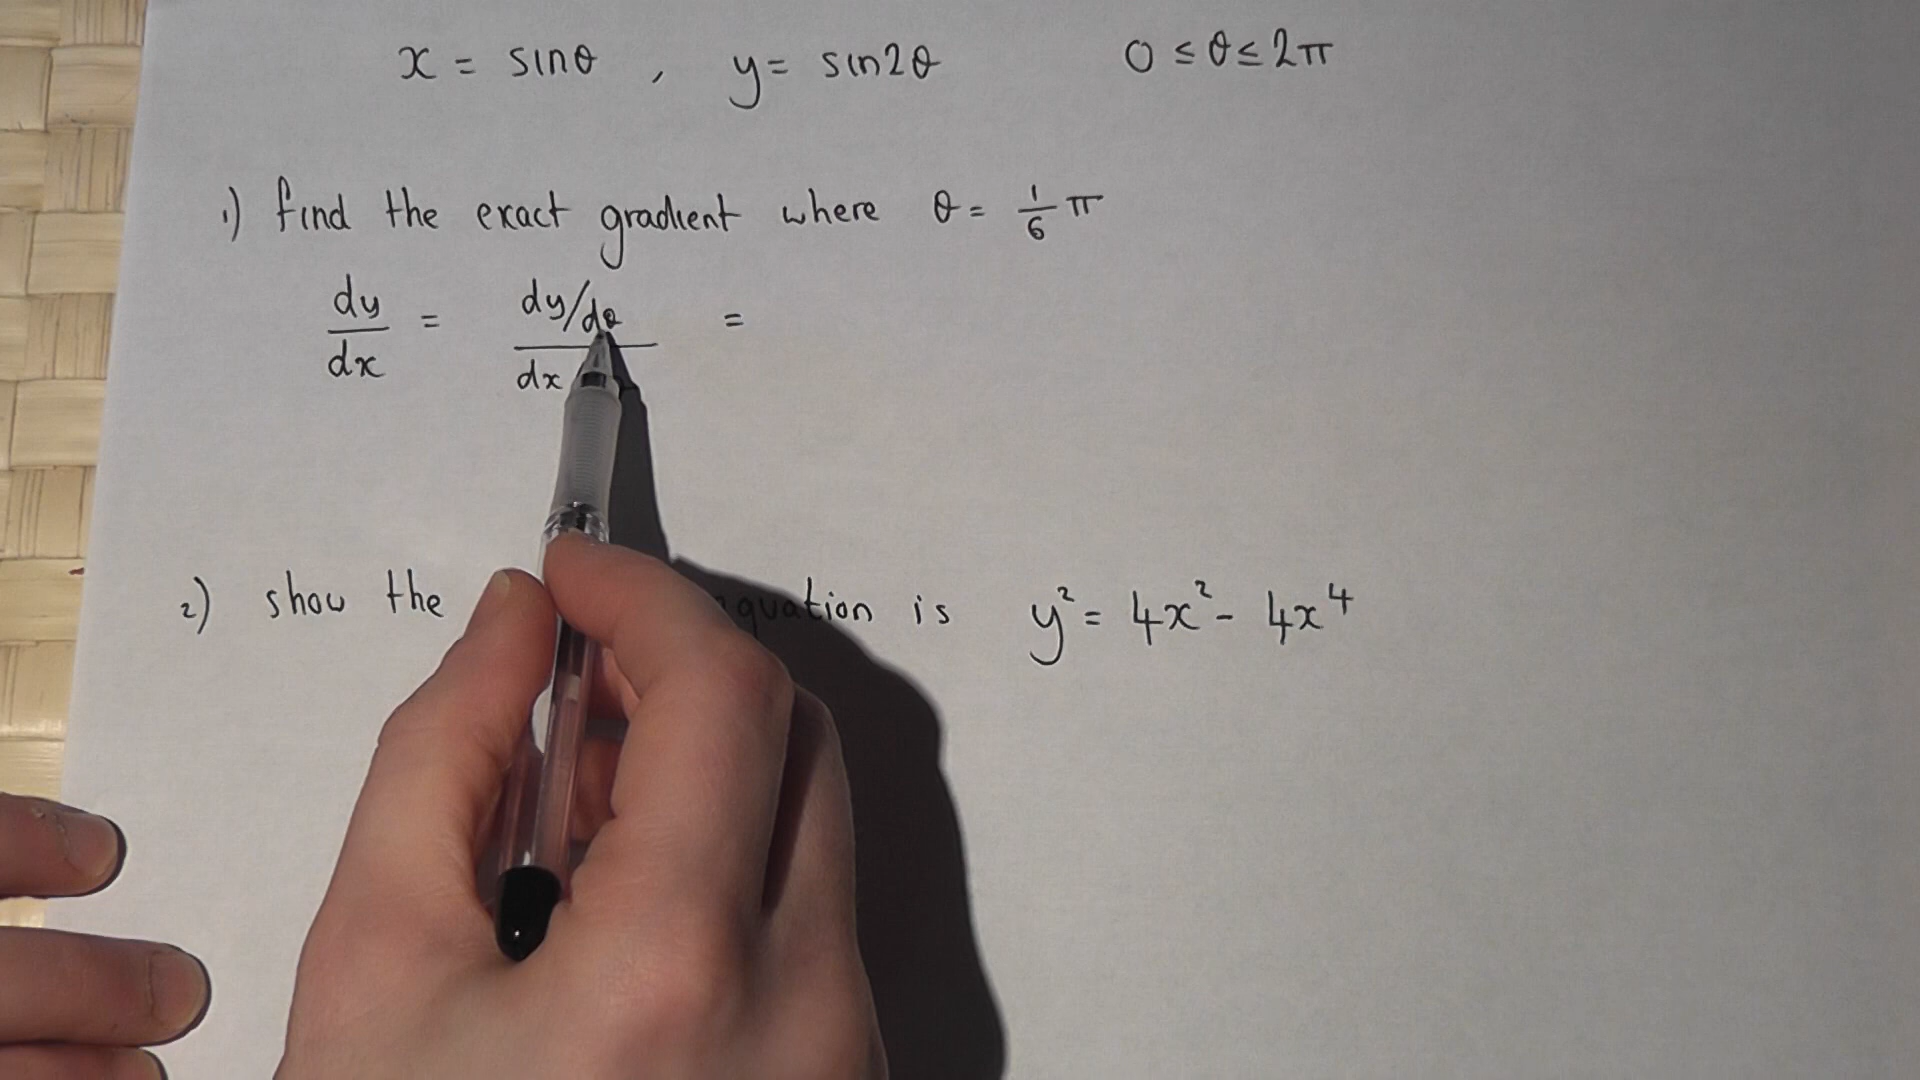 x = sinθ , y = sin2θ 0 ≤ θ ≤ 2π
1) find the exact gradient where θ = 1/6 π
dy/dx = dy/dθ / dx =
2) show the is y² = 4x² - 4x⁴